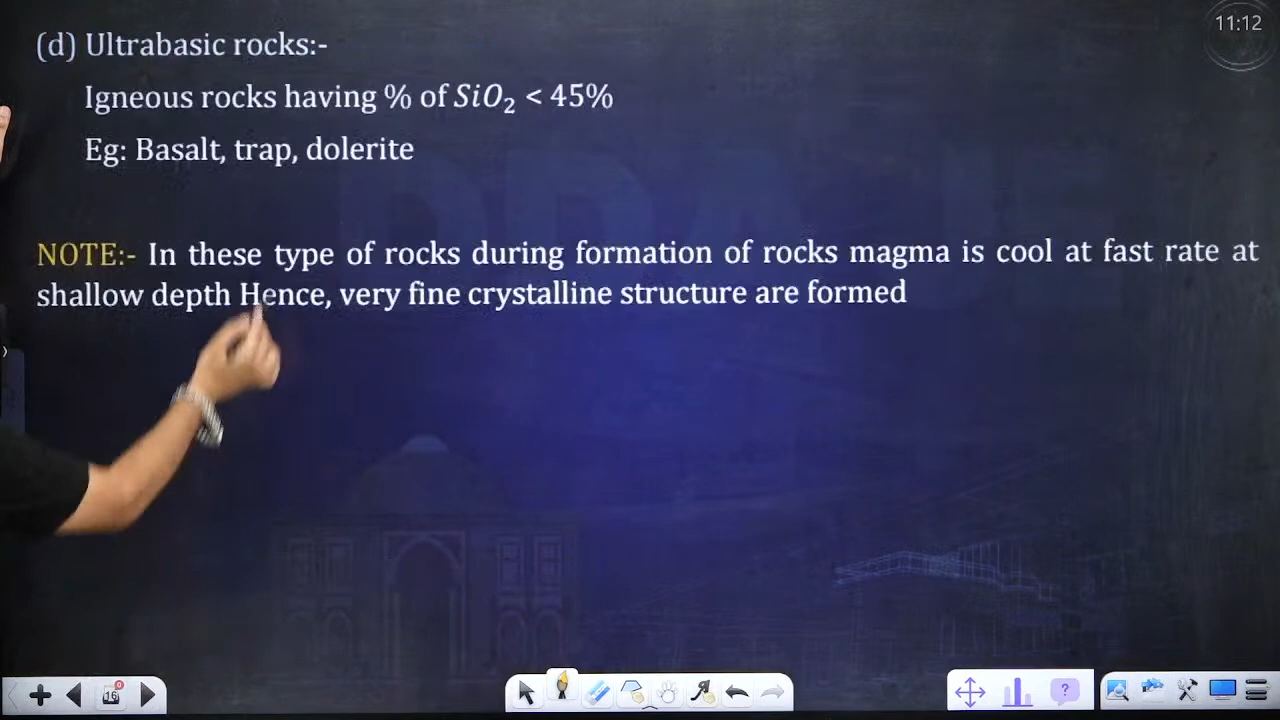 11:12
(d) Ultrabasic rocks:-
Igneous rocks having % of SiO₂ < 45%
Eg: Basalt, trap, dolerite
NOTE:- In these type of rocks during formation of rocks magma is cool at fast rate at
shallow depth Hence, very fine crystalline structure are formed
16
0